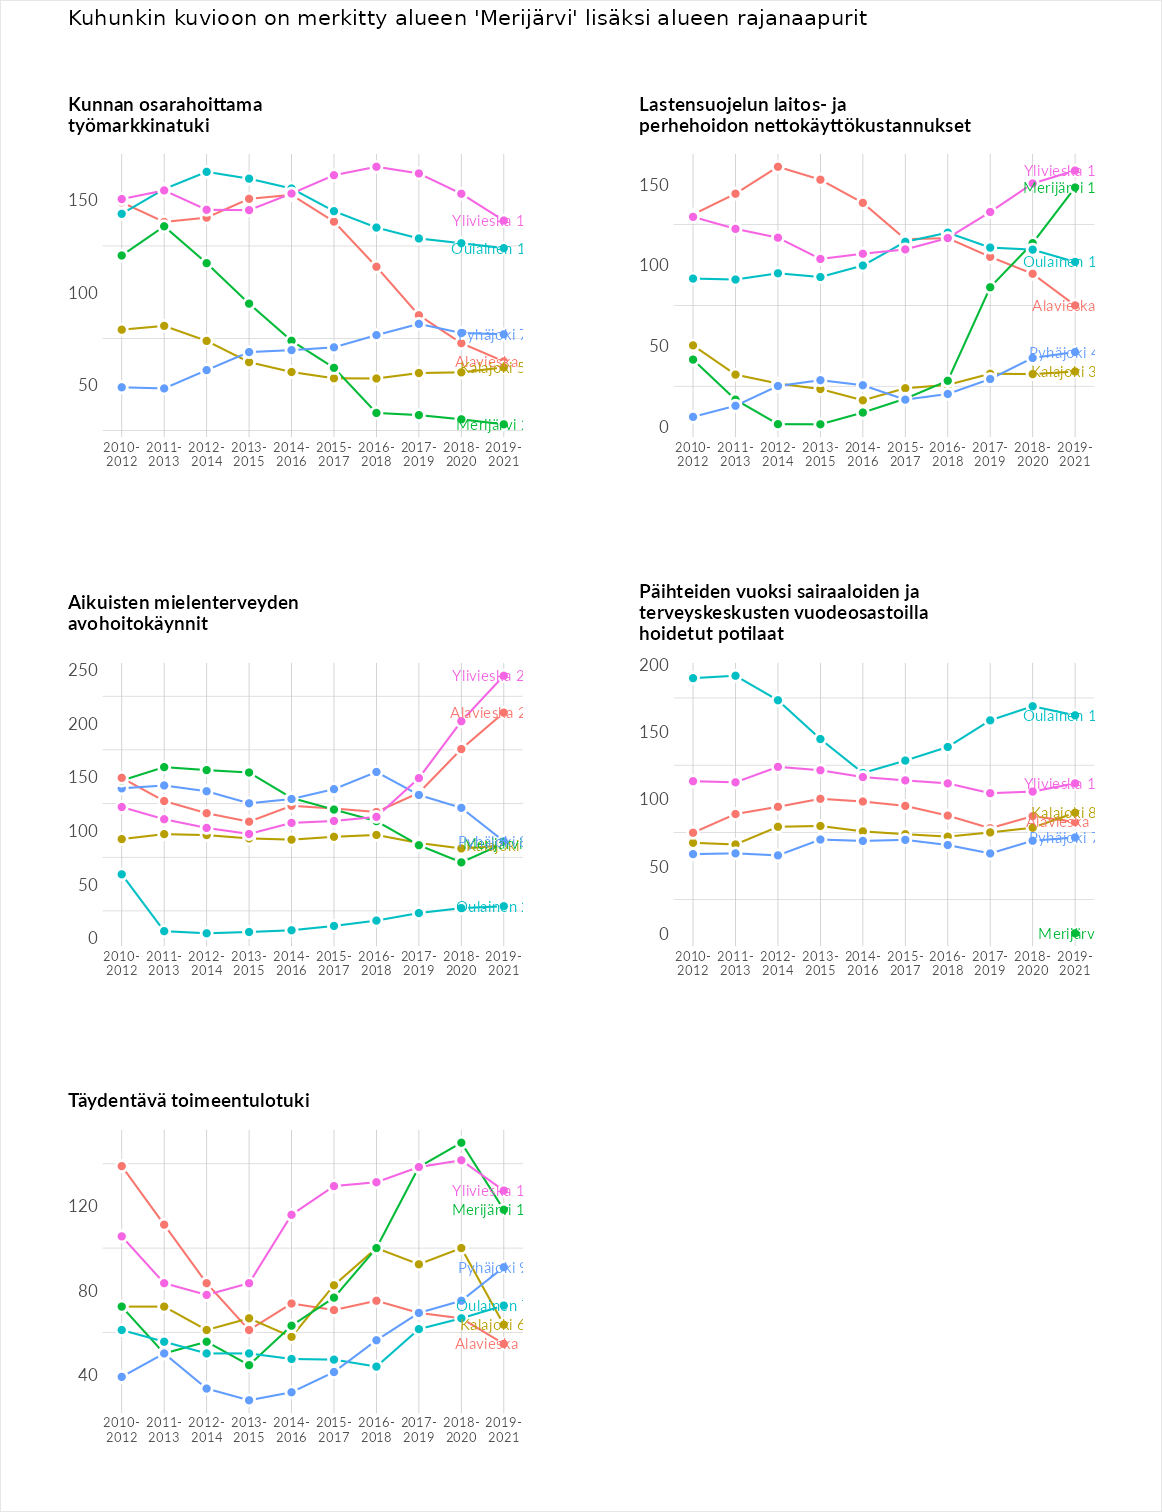 Kuhunkin kuvioon on merkitty alueen 'Merijärvi' lisäksi alueen rajanaapurit
Kunnan osarahoittama
työmarkkinatuki
150
100
50
Ylivieska 1
Oulainen 1
Pyhäjoki 7
Alavieska
Kalajoki 5
Merijärvi 2
2010- 2011- 2012- 2013- 2014- 2015- 2016- 2017- 2018- 2019-
2012 2013 2014 2015 2016 2017 2018 2019 2020 2021
Lastensuojelun laitos- ja
perhehoidon nettokäyttökustannukset
150
100
50
0
Ylivieska 1
Merijärvi 1
Oulainen 1
Alavieska
Pyhäjoki 4
Kalajoki 3
2010- 2011- 2012- 2013- 2014- 2015- 2016- 2017- 2018- 2019-
2012 2013 2014 2015 2016 2017 2018 2019 2020 2021
Aikuisten mielenterveyden
avohoitokäynnit
250
200
150
100
50
0
Ylivieska 2
Alavieska 2
Pyhäjoki
Merijärvi
Kalajoki
Oulainen
2010- 2011- 2012- 2013- 2014- 2015- 2016- 2017- 2018- 2019-
2012 2013 2014 2015 2016 2017 2018 2019 2020 2021
Päihteiden vuoksi sairaaloiden ja
terveyskeskusten vuodeosastoilla
hoidetut potilaat
200
150
100
50
0
Oulainen 1
Ylivieska 1
Kalajoki 8
Alavieska
Pyhäjoki 7
Merijärv
2010- 2011- 2012- 2013- 2014- 2015- 2016- 2017- 2018- 2019-
2012 2013 2014 2015 2016 2017 2018 2019 2020 2021
Täydentävä toimeentulotuki
120
80
40
Ylivieska 1
Merijärvi 1
Pyhäjoki 9
Oulainen 7
Kalajoki 6
Alavieska
2010- 2011- 2012- 2013- 2014- 2015- 2016- 2017- 2018- 2019-
2012 2013 2014 2015 2016 2017 2018 2019 2020 2021